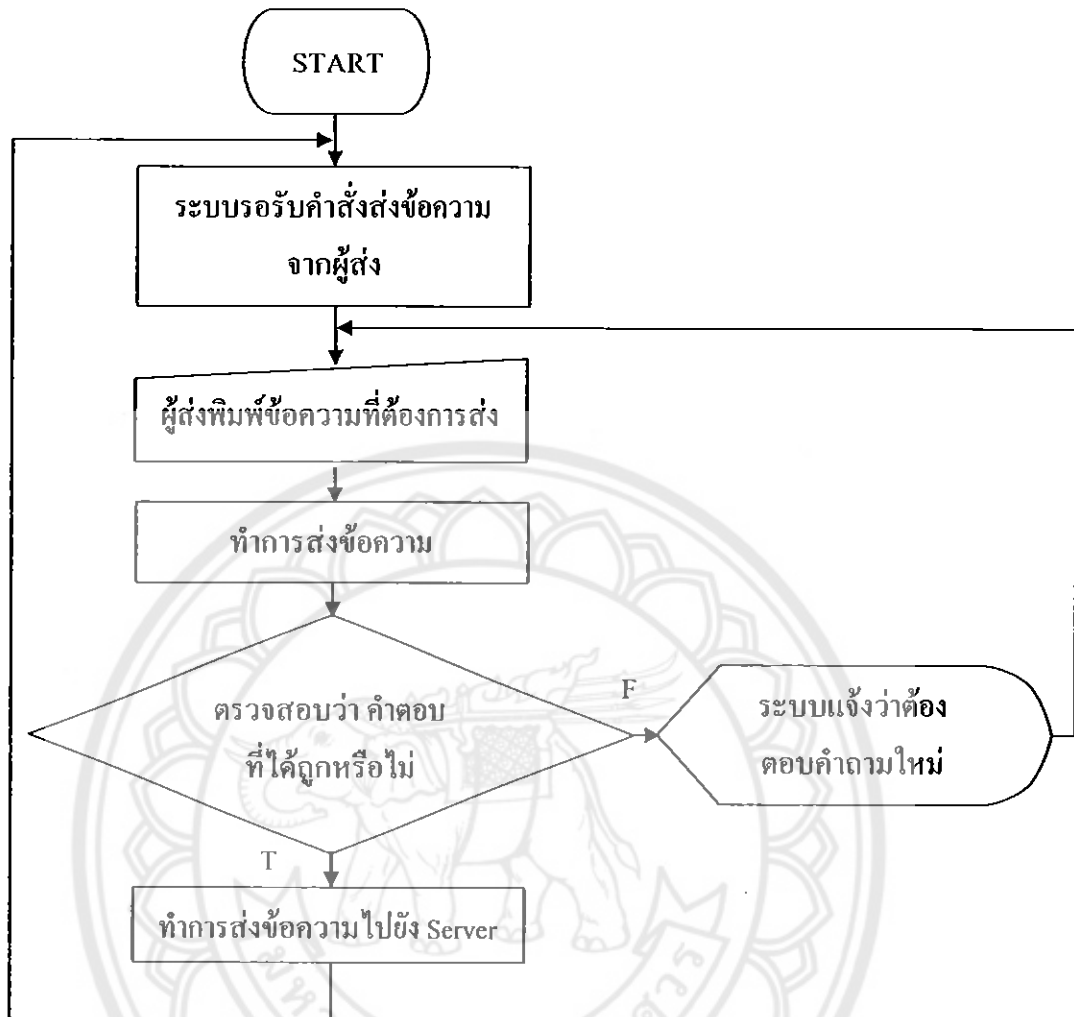 START
ระบบรอรับคำสั่งส่งข้อความ
จากผู้ส่ง
ผู้ส่งพิมพ์ข้อความที่ต้องการส่ง
ทำการส่งข้อความ
ตรวจสอบว่า คำตอบ
ที่ได้ถูกหรือไม่
F
ระบบแจ้งว่าต้อง
ตอบคำถามใหม่
T
ทำการส่งข้อความไปยัง Server